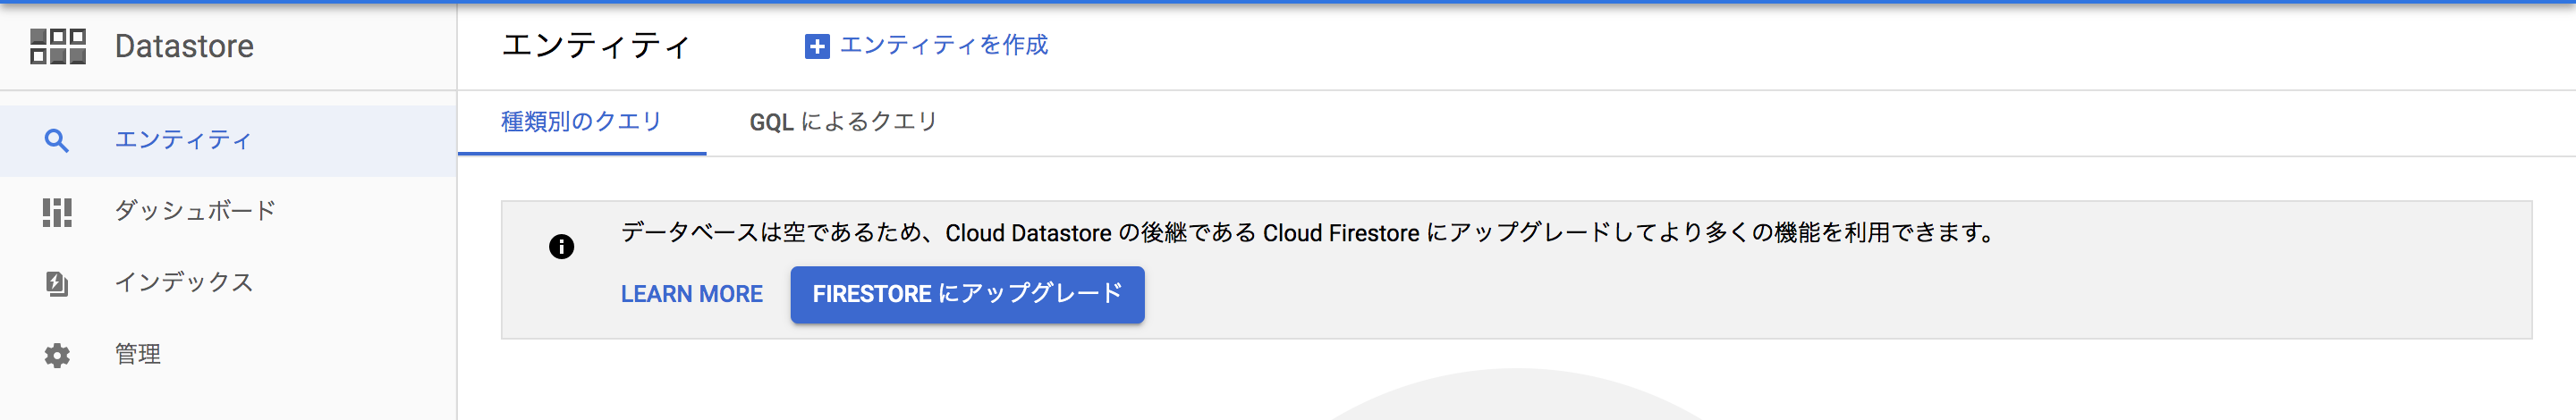 Datastore
エンティティ
ダッシュボード
インデックス
管理
エンティティ
エンティティを作成
種類別のクエリ
GQL によるクエリ
データベースは空であるため、Cloud Datastore の後継である Cloud Firestore にアップグレードしてより多くの機能を利用できます。
LEARN MORE
FIRESTORE にアップグレード